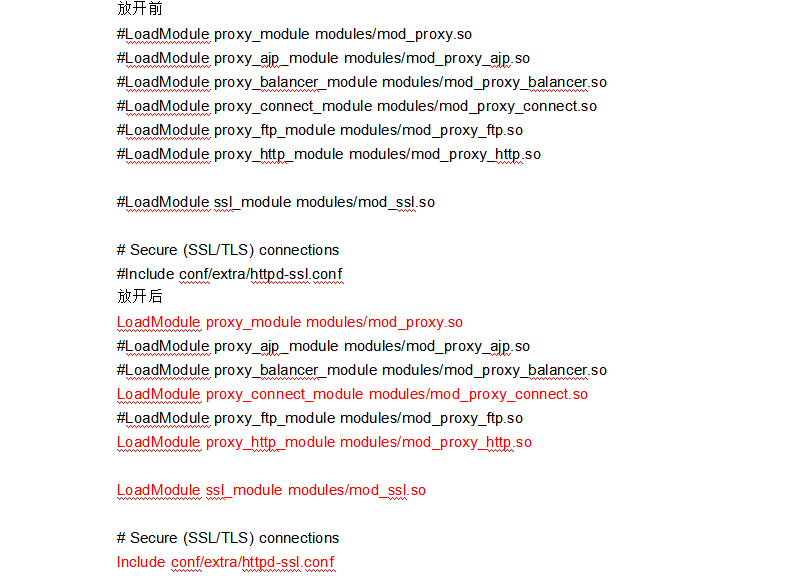 放开前
#LoadModule proxy_module modules/mod_proxy.so
#LoadModule proxy_ajp_module modules/mod_proxy_ajp.so
#LoadModule proxy_balancer_module modules/mod_proxy_balancer.so
#LoadModule proxy_connect_module modules/mod_proxy_connect.so
#LoadModule proxy_ftp_module modules/mod_proxy_ftp.so
#LoadModule proxy_http_module modules/mod_proxy_http.so
#LoadModule ssl_module modules/mod_ssl.so
# Secure (SSL/TLS) connections
#Include conf/extra/httpd-ssl.conf
放开后
LoadModule proxy_module modules/mod_proxy.so
#LoadModule proxy_ajp_module modules/mod_proxy_ajp.so
#LoadModule proxy_balancer_module modules/mod_proxy_balancer.so
LoadModule proxy_connect_module modules/mod_proxy_connect.so
#LoadModule proxy_ftp_module modules/mod_proxy_ftp.so
LoadModule proxy_http_module modules/mod_proxy_http.so
LoadModule ssl_module modules/mod_ssl.so
# Secure (SSL/TLS) connections
Include conf/extra/httpd-ssl.conf